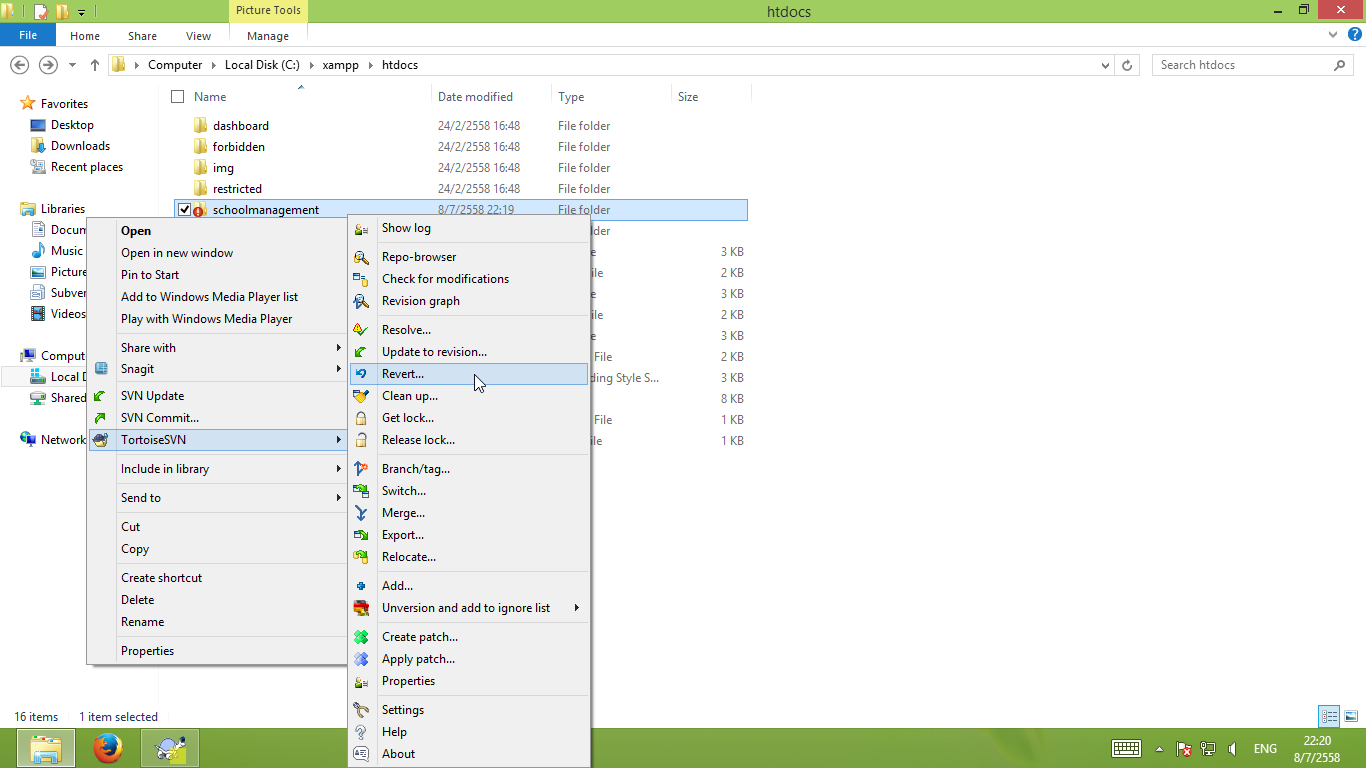 Picture Tools
htdocs
File
Home
Share
View
Manage
Computer
Local Disk (C:)
xampp
htdocs
Search htdocs
Name
Date modified
Type
Size
Favorites
Desktop
Downloads
Recent places
Libraries
Docum
Music
Picture
Subver
Videos
Comput
Local D
Shared
Network
dashboard 24/2/2558 16:48 File folder
forbidden 24/2/2558 16:48 File folder
img 24/2/2558 16:48 File folder
restricted 24/2/2558 16:48 File folder
schoolmanagement 8/7/2558 22:19 File folder
lder
e 3 KB
ile 2 KB
e 3 KB
ile 2 KB
e 3 KB
File 2 KB
ding Style S... 3 KB
8 KB
File 1 KB
ile 1 KB
Open
Open in new window
Pin to Start
Add to Windows Media Player list
Play with Windows Media Player
Share with
Snagit
SVN Update
SVN Commit...
TortoiseSVN
Include in library
Send to
Cut
Copy
Create shortcut
Delete
Rename
Properties
Show log
Repo-browser
Check for modifications
Revision graph
Resolve...
Update to revision...
Revert...
Clean up...
Get lock...
Release lock...
Branch/tag...
Switch...
Merge...
Export...
Relocate...
Add...
Unversion and add to ignore list
Create patch...
Apply patch...
Properties
Settings
Help
About
16 items 1 item selected
ENG
22:20
8/7/2558